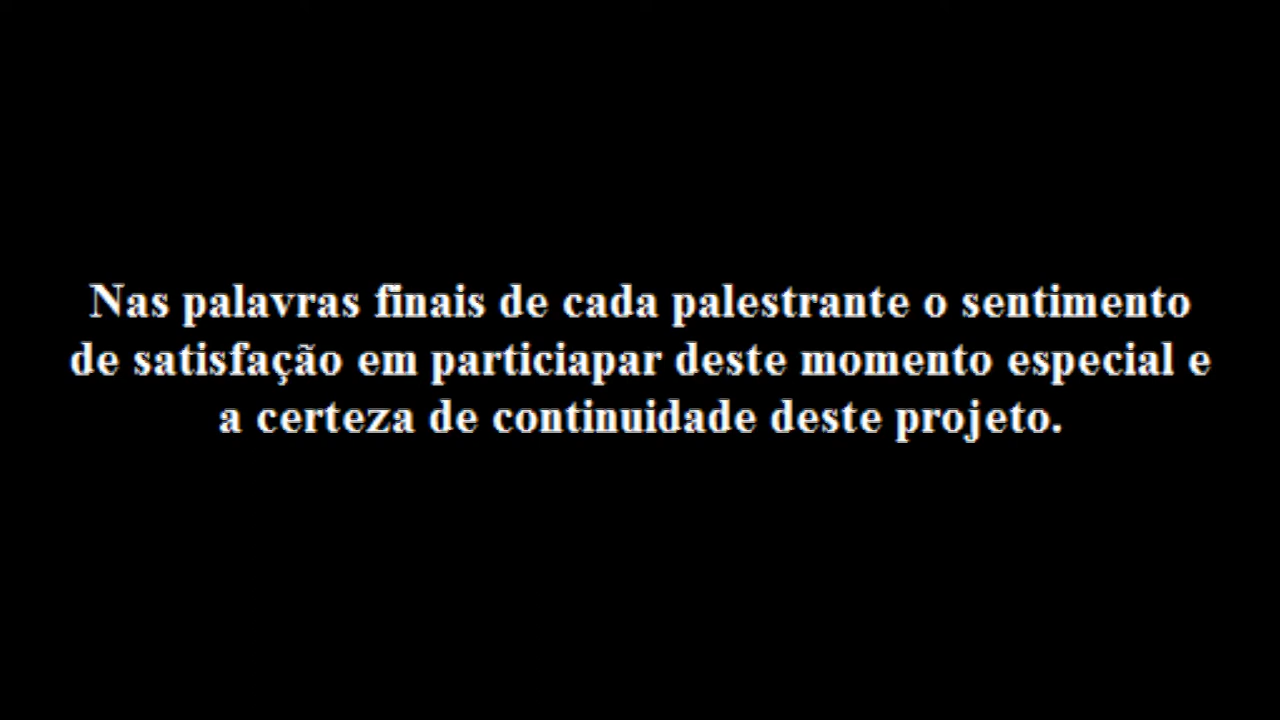 Nas palavras finais de cada palestrante o sentimento
de satisfação em particiapar deste momento especial e
a certeza de continuidade deste projeto.